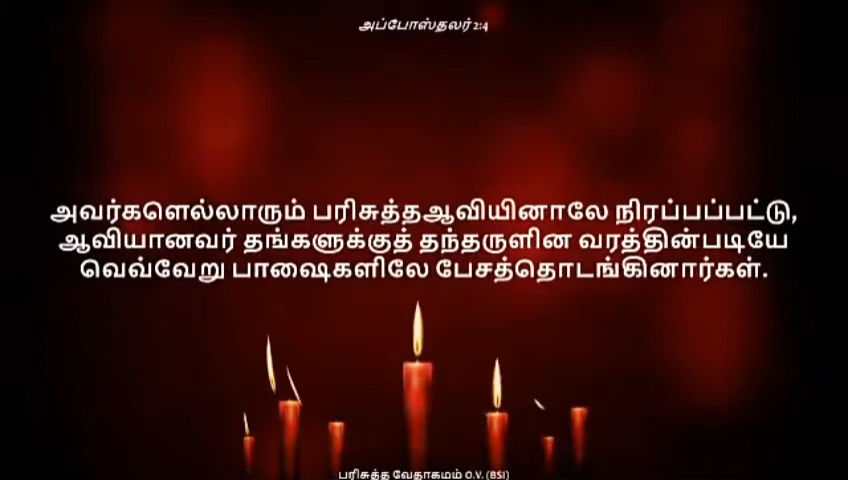 அப்போஸ்தலர் 2:4
அவர்களெல்லாரும் பரிசுத்தஆவியினாலே நிரப்பப்பட்டு,
ஆவியானவர் தங்களுக்குத் தந்தருளின வரத்தின்படியே
வெவ்வேறு பாஷைகளிலே பேசத்தொடங்கினார்கள்.
பரிசுத்த வேதாகமம் O.V. (BSI)